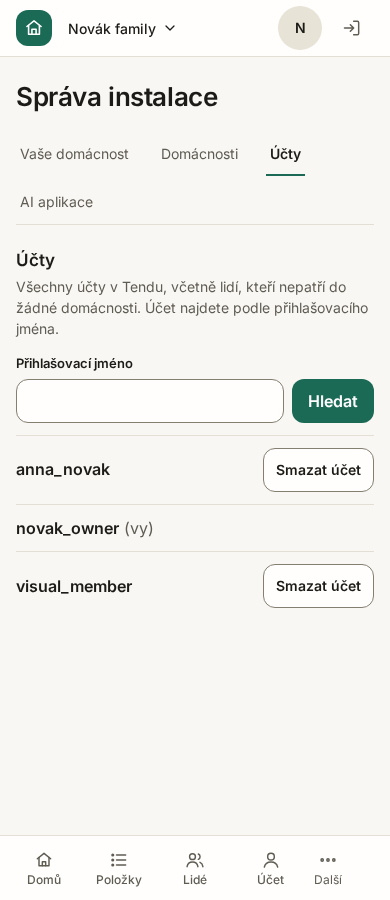 Novák family
N
Správa instalace
Vaše domácnost
Domácnosti
Účty
AI aplikace
Účty
Všechny účty v Tendu, včetně lidí, kteří nepatří do
žádné domácnosti. Účet najdete podle přihlašovacího
jména.
Přihlašovací jméno
Hledat
anna_novak
Smazat účet
novak_owner (vy)
visual_member
Smazat účet
Domů
Položky
Lidé
Účet
Další